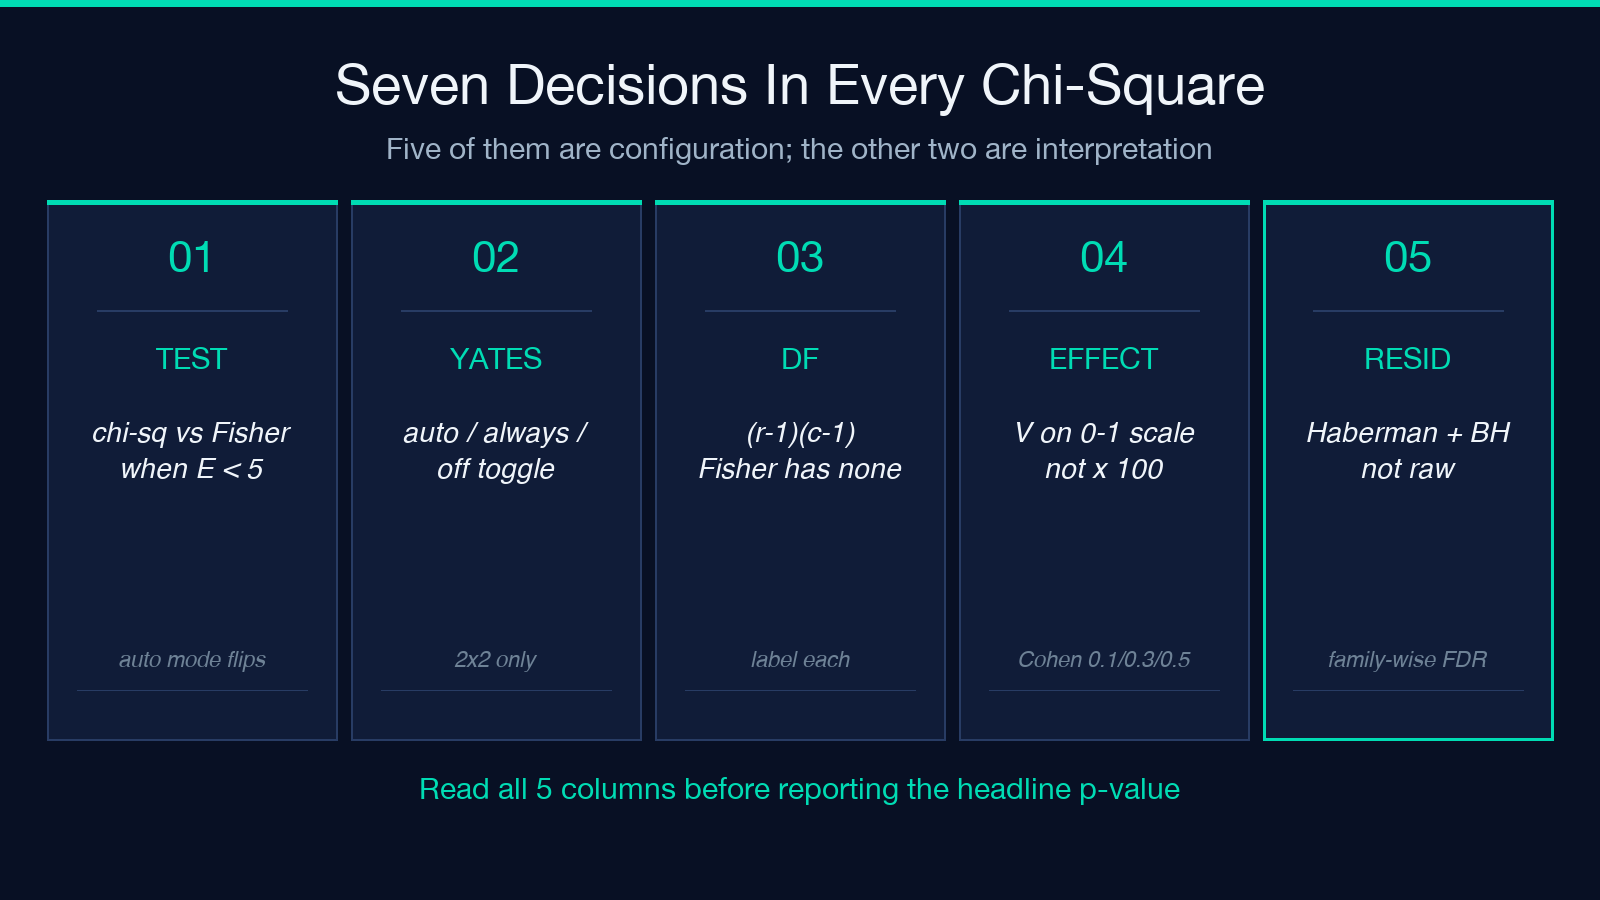 Seven Decisions In Every Chi-Square
Five of them are configuration; the other two are interpretation
01
TEST
chi-sq vs Fisher
when E < 5
auto mode flips
02
YATES
auto / always /
off toggle
2x2 only
03
DF
(r-1)(c-1)
Fisher has none
label each
04
EFFECT
V on 0-1 scale
not x 100
Cohen 0.1/0.3/0.5
05
RESID
Haberman + BH
not raw
family-wise FDR
Read all 5 columns before reporting the headline p-value